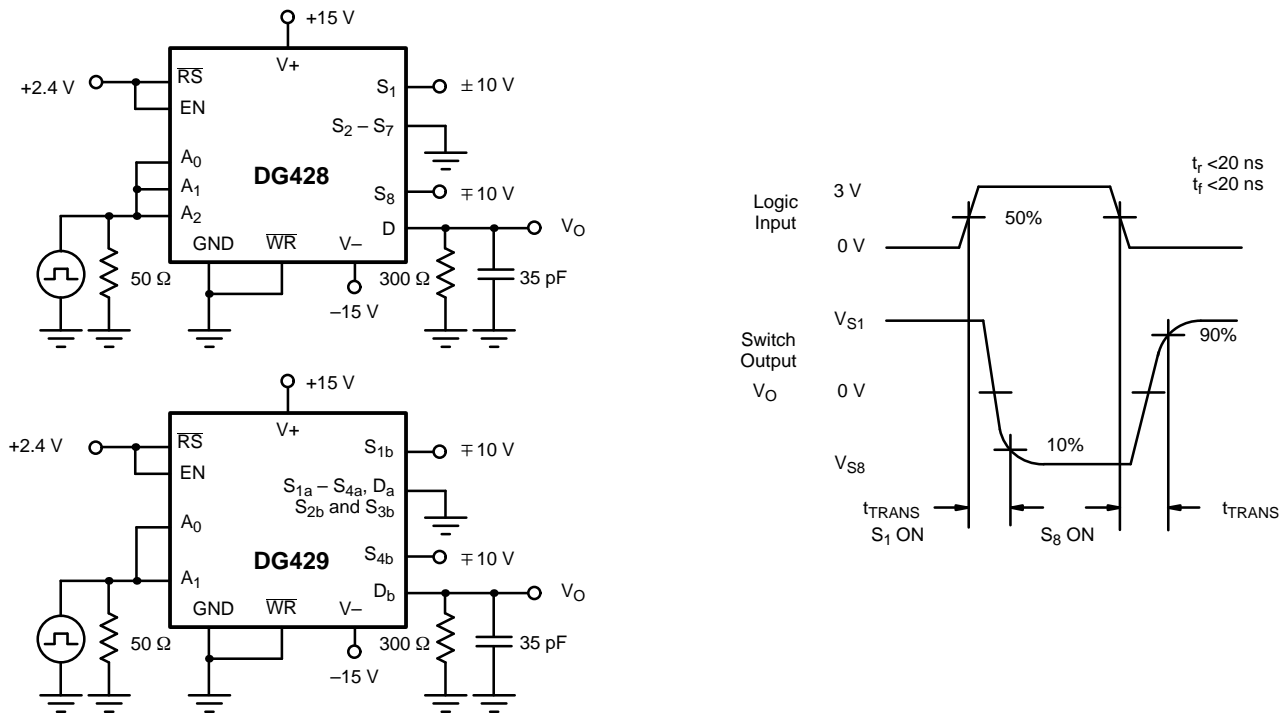 +15 V
V+
+2.4 V
RS
EN
S1
±10 V
S2 – S7
A0
A1
A2
DG428
S8
∓10 V
D
VO
GND
WR
V–
50 Ω
–15 V
300 Ω
35 pF
+15 V
V+
+2.4 V
RS
EN
S1b
∓10 V
S1a – S4a, Da
S2b and S3b
A0
A1
DG429
S4b
∓10 V
Db
VO
GND
WR
V–
50 Ω
–15 V
300 Ω
35 pF
tr <20 ns
tf <20 ns
Logic
Input
3 V
50%
0 V
Switch
Output
VO
VS1
90%
0 V
VS8
10%
tTRANS
S1 ON
S8 ON
tTRANS